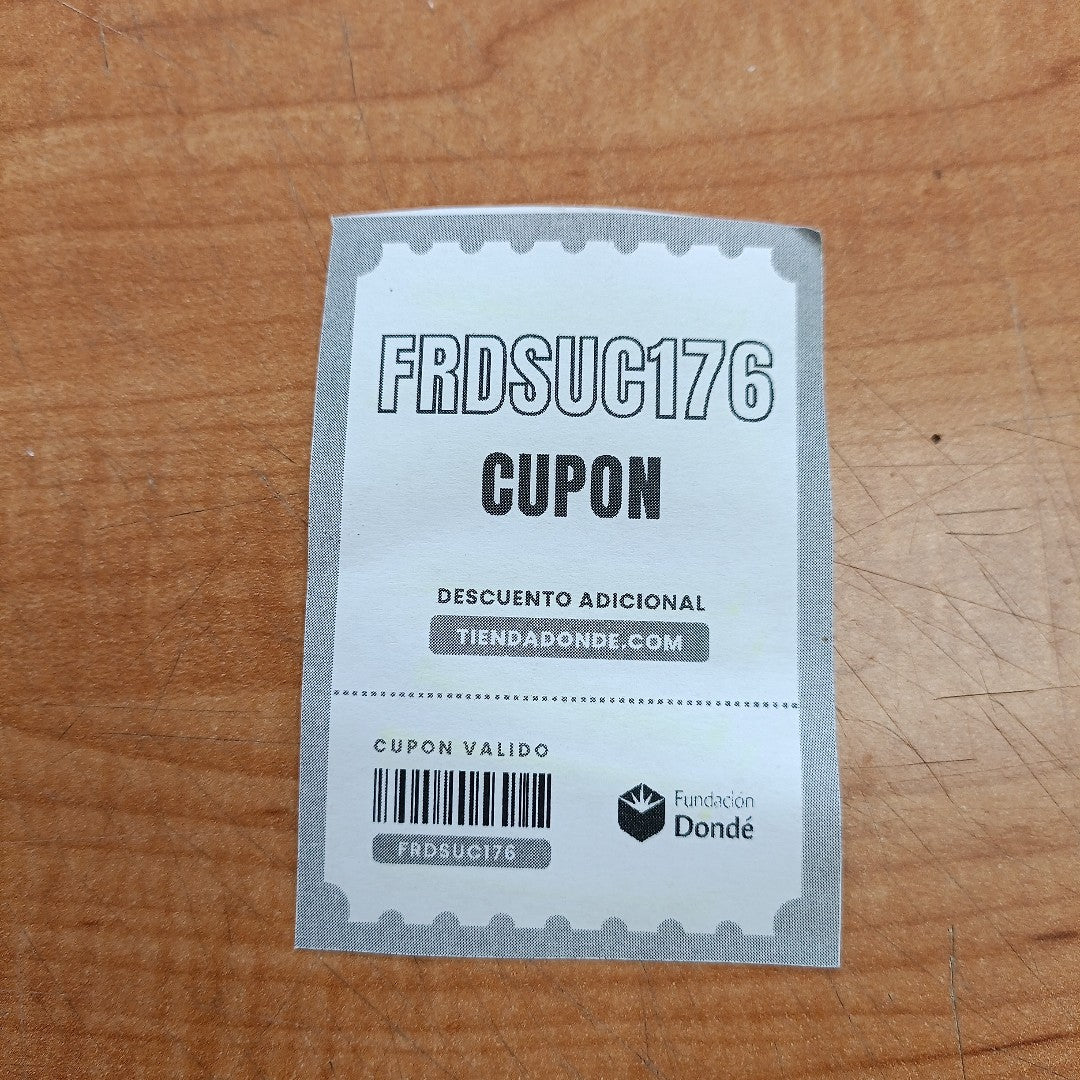 FRDSUC176
CUPON
DESCUENTO ADICIONAL
TIENDADONDE.COM
CUPON VALIDO
FRDSUC176
Fundación
Dondé